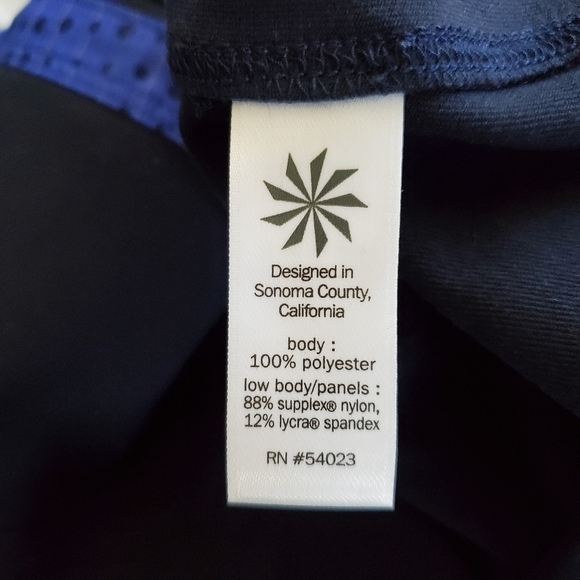 Designed in
Sonoma County,
California
body :
100% polyester
low body/panels :
88% supplex® nylon,
12% lycra® spandex
RN #54023